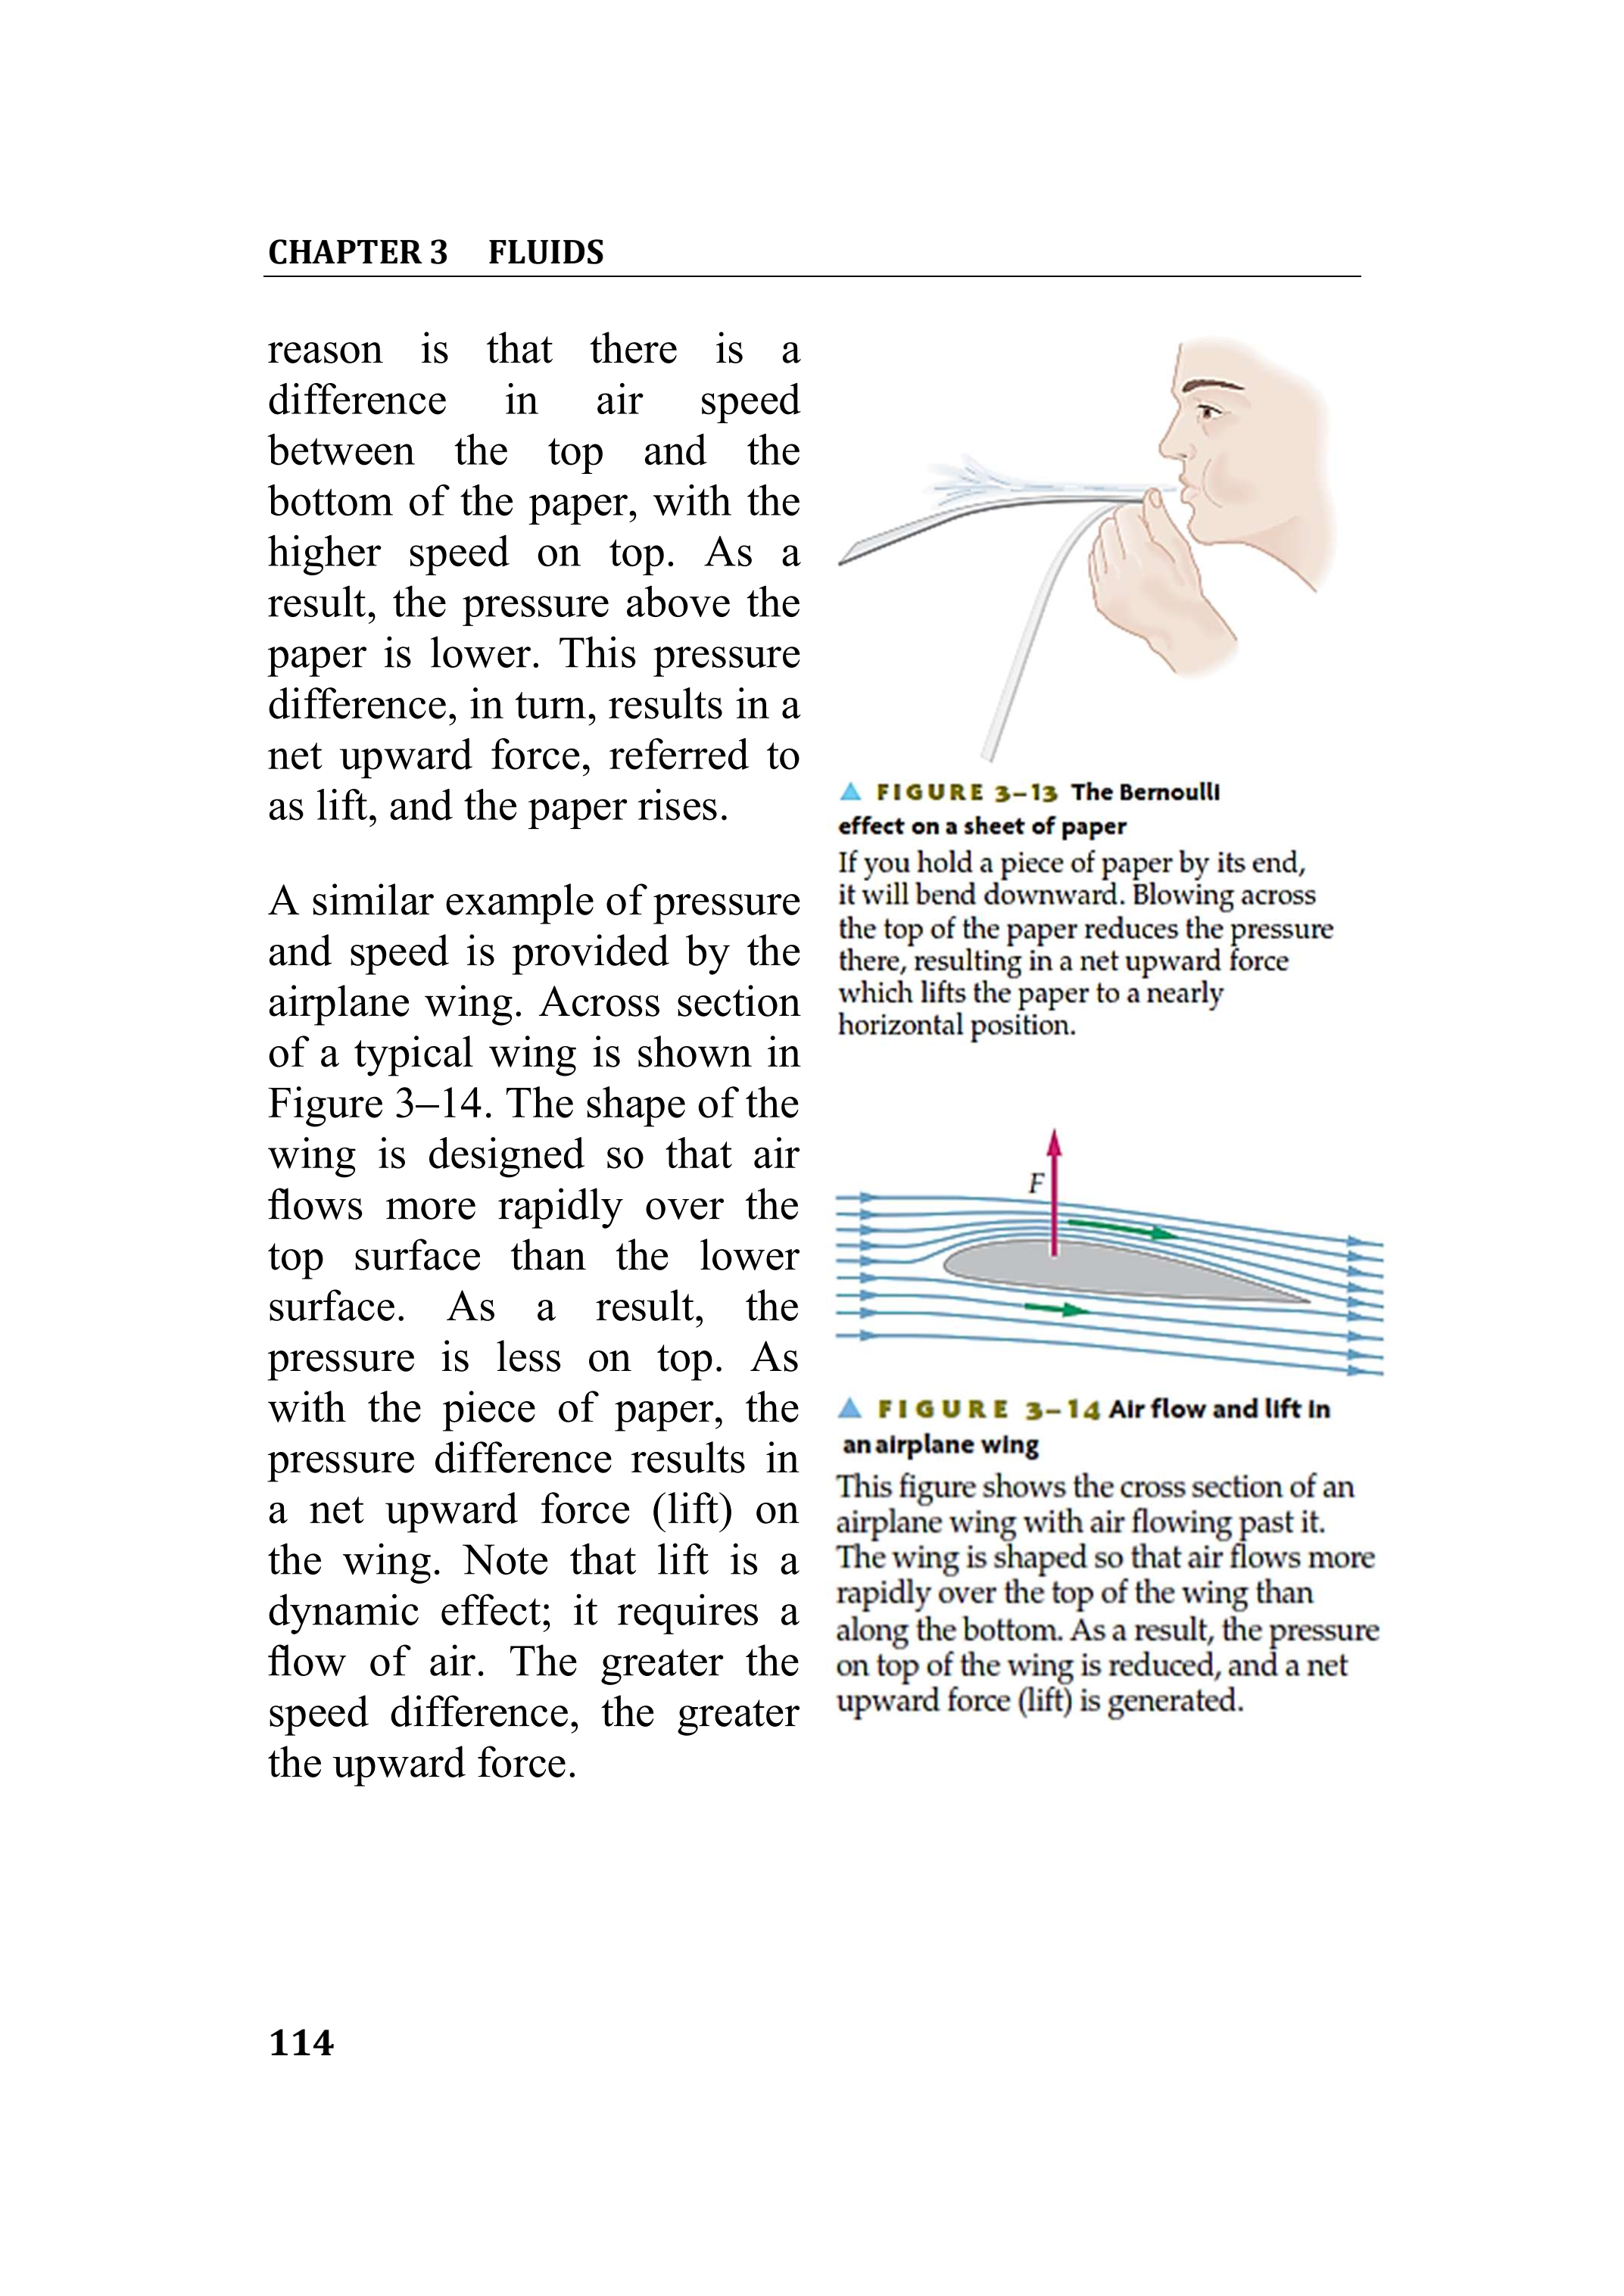 CHAPTER 3 FLUIDS
reason is that there is a
difference in air speed
between the top and the
bottom of the paper, with the
higher speed on top. As a
result, the pressure above the
paper is lower. This pressure
difference, in turn, results in a
net upward force, referred to
as lift, and the paper rises.
A similar example of pressure
and speed is provided by the
airplane wing. Across section
of a typical wing is shown in
Figure 3–14. The shape of the
wing is designed so that air
flows more rapidly over the
top surface than the lower
surface. As a result, the
pressure is less on top. As
with the piece of paper, the
pressure difference results in
a net upward force (lift) on
the wing. Note that lift is a
dynamic effect; it requires a
flow of air. The greater the
speed difference, the greater
the upward force.
▲ FIGURE 3–13 The Bernoulli
effect on a sheet of paper
If you hold a piece of paper by its end,
it will bend downward. Blowing across
the top of the paper reduces the pressure
there, resulting in a net upward force
which lifts the paper to a nearly
horizontal position.
F
▲ FIGURE 3–14 Air flow and lift in
an airplane wing
This figure shows the cross section of an
airplane wing with air flowing past it.
The wing is shaped so that air flows more
rapidly over the top of the wing than
along the bottom. As a result, the pressure
on top of the wing is reduced, and a net
upward force (lift) is generated.
114